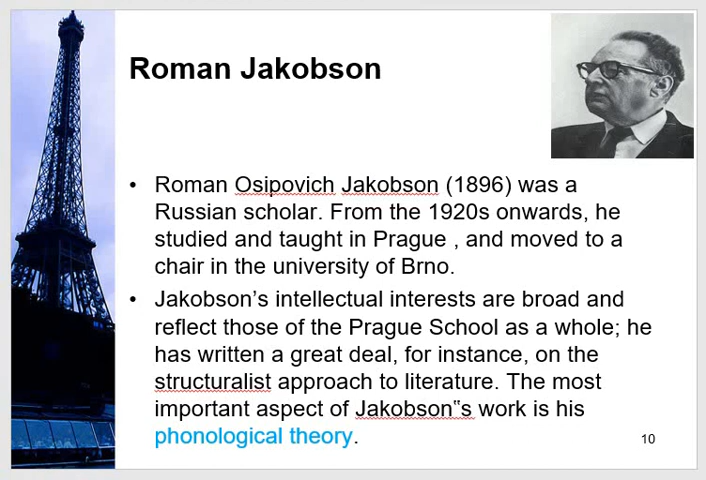 Roman Jakobson
• Roman Osipovich Jakobson (1896) was a
Russian scholar. From the 1920s onwards, he
studied and taught in Prague , and moved to a
chair in the university of Brno.
• Jakobson’s intellectual interests are broad and
reflect those of the Prague School as a whole; he
has written a great deal, for instance, on the
structuralist approach to literature. The most
important aspect of Jakobson‟s work is his
phonological theory.
10